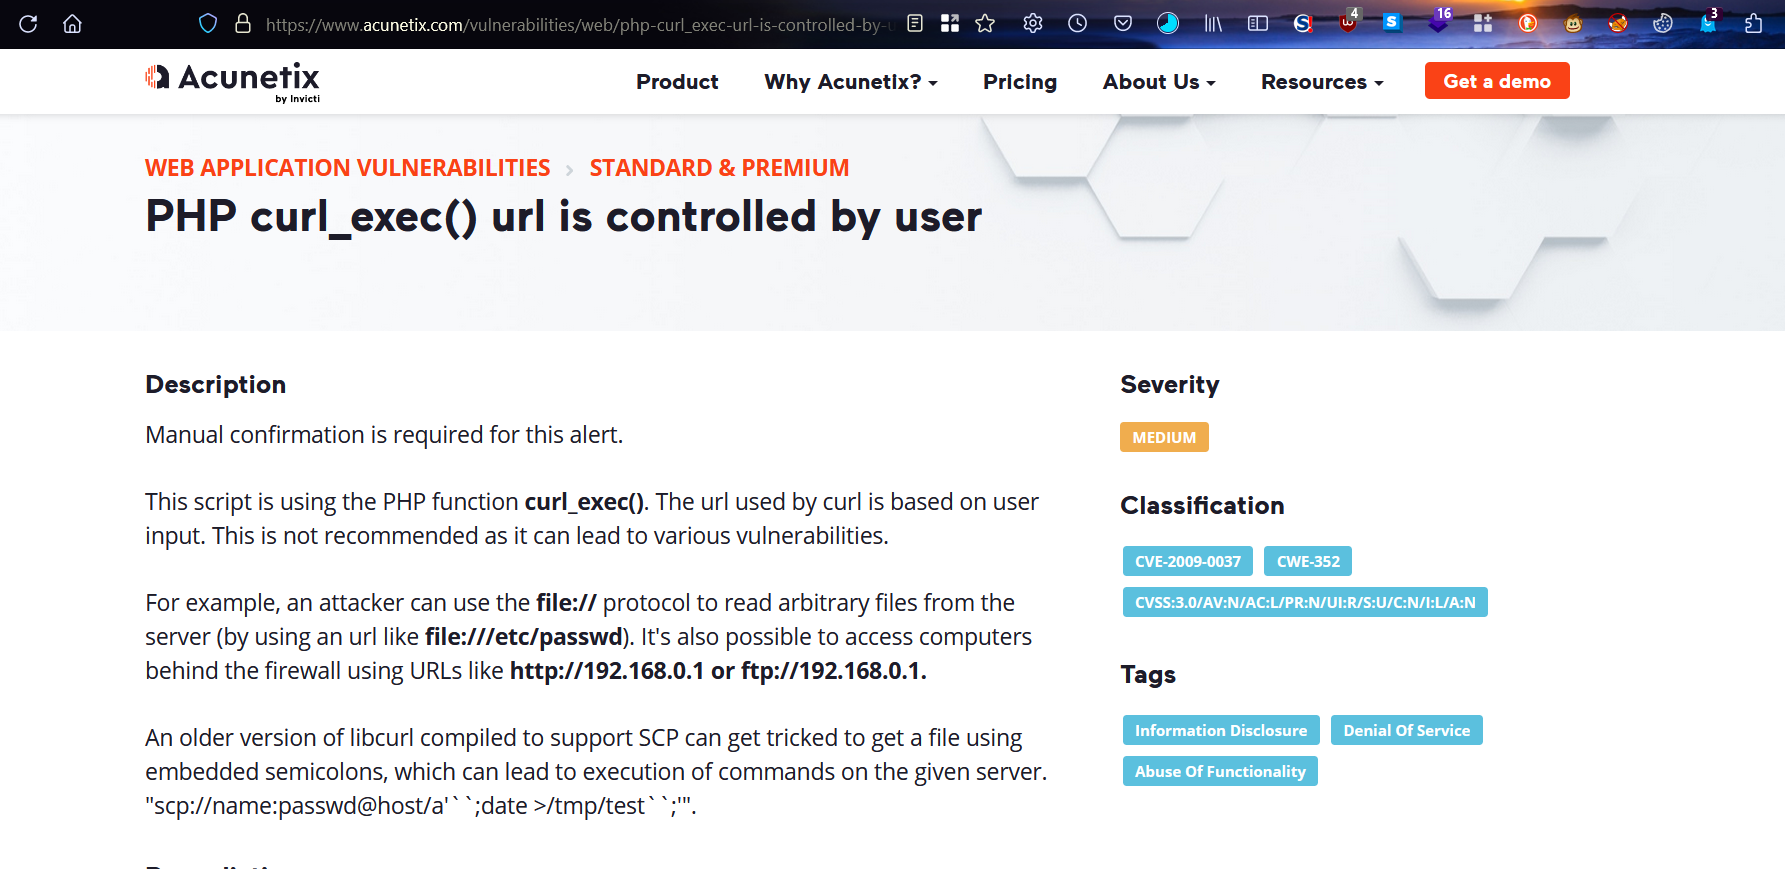 https://www.acunetix.com/vulnerabilities/web/php-curl_exec-url-is-controlled-by-u
4
16
3
Acunetix
by Invicti
Product
Why Acunetix?
Pricing
About Us
Resources
Get a demo
WEB APPLICATION VULNERABILITIES › STANDARD & PREMIUM
PHP curl_exec() url is controlled by user
Description
Manual confirmation is required for this alert.
This script is using the PHP function curl_exec(). The url used by curl is based on user
input. This is not recommended as it can lead to various vulnerabilities.
For example, an attacker can use the file:// protocol to read arbitrary files from the
server (by using an url like file:///etc/passwd). It's also possible to access computers
behind the firewall using URLs like http://192.168.0.1 or ftp://192.168.0.1.
An older version of libcurl compiled to support SCP can get tricked to get a file using
embedded semicolons, which can lead to execution of commands on the given server.
"scp://name:passwd@host/a'``;date >/tmp/test``;'".
Severity
MEDIUM
Classification
CVE-2009-0037
CWE-352
CVSS:3.0/AV:N/AC:L/PR:N/UI:R/S:U/C:N/I:L/A:N
Tags
Information Disclosure
Denial Of Service
Abuse Of Functionality